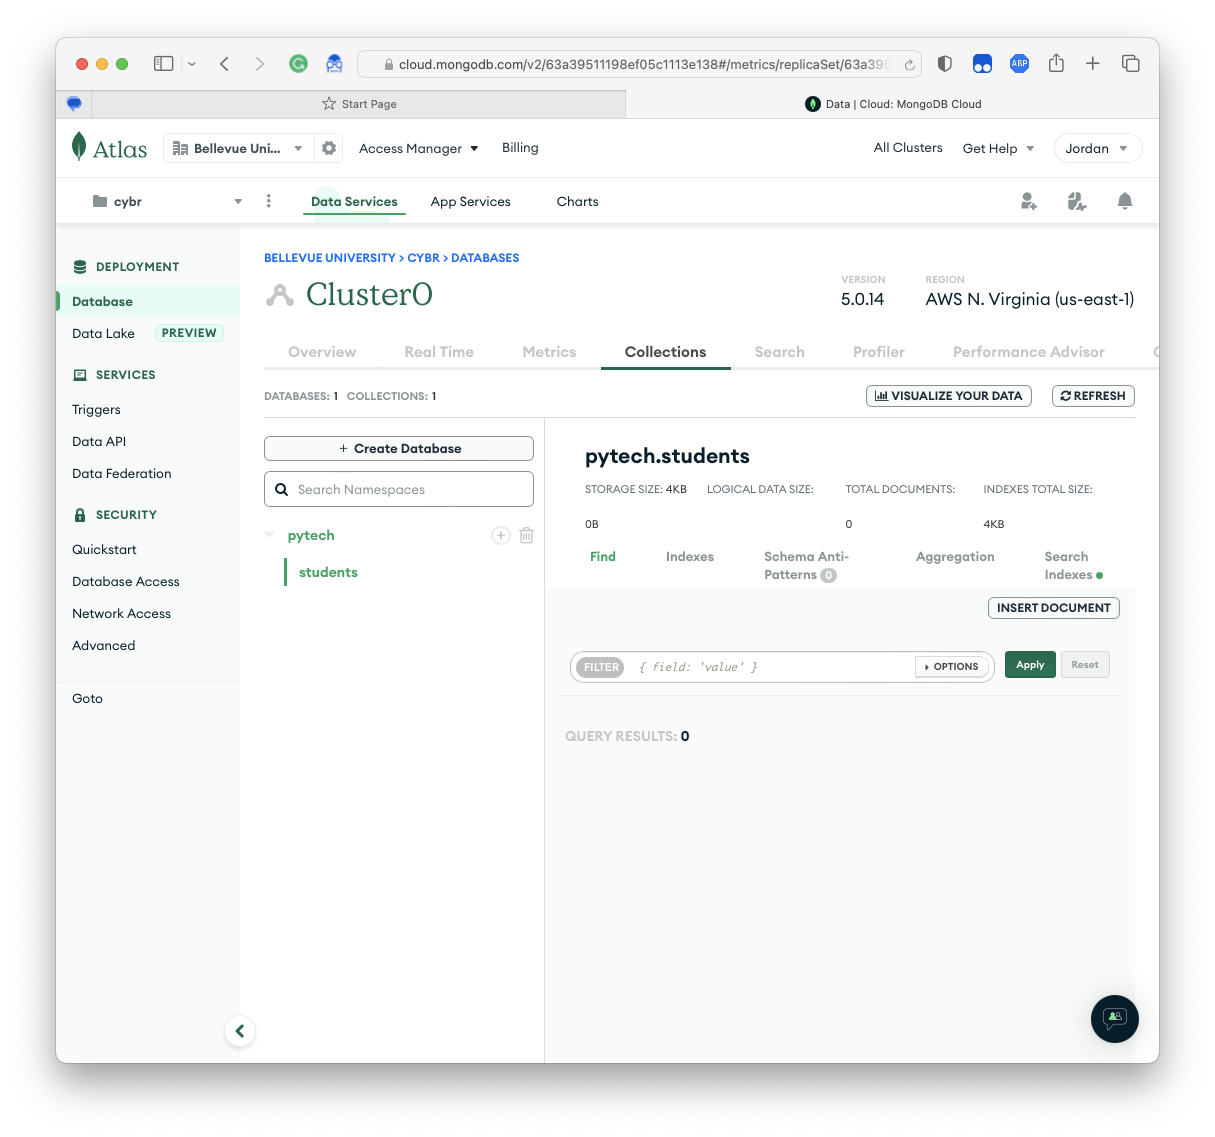 cloud.mongodb.com/v2/63a39511198ef05c1113e138#/metrics/replicaSet/63a395
ABP
Start Page
Data | Cloud: MongoDB Cloud
Atlas
Bellevue Uni...
Access Manager
Billing
All Clusters
Get Help
Jordan
cybr
Data Services
App Services
Charts
DEPLOYMENT
Database
Data Lake
PREVIEW
SERVICES
Triggers
Data API
Data Federation
SECURITY
Quickstart
Database Access
Network Access
Advanced
Goto
BELLEVUE UNIVERSITY > CYBR > DATABASES
Cluster0
VERSION
5.0.14
REGION
AWS N. Virginia (us-east-1)
Overview
Real Time
Metrics
Collections
Search
Profiler
Performance Advisor
DATABASES: 1 COLLECTIONS: 1
VISUALIZE YOUR DATA
REFRESH
+ Create Database
Search Namespaces
pytech
students
pytech.students
STORAGE SIZE: 4KB
LOGICAL DATA SIZE:
0B
TOTAL DOCUMENTS:
0
INDEXES TOTAL SIZE:
4KB
Find
Indexes
Schema Anti-
Patterns 0
Aggregation
Search
Indexes
INSERT DOCUMENT
FILTER
{ field: 'value' }
OPTIONS
Apply
Reset
QUERY RESULTS: 0